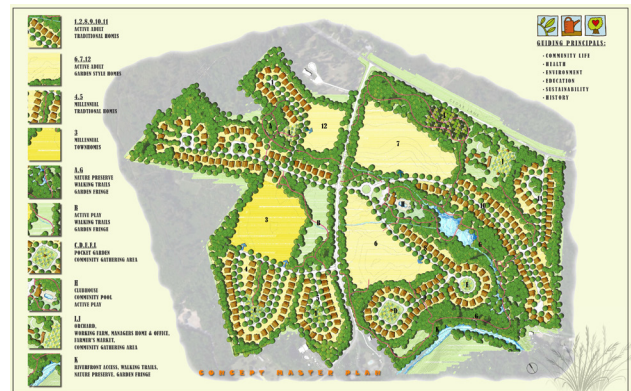 1,2,8,9,10,11
ACTIVE ADULT
TRADITIONAL HOMES
6,7,12
ACTIVE ADULT
GARDEN STYLE HOMES
4,5
MILLENNIAL
TRADITIONAL HOMES
3
MILLENNIAL
TOWNHOMES
A,G
NATURE PRESERVE
WALKING TRAILS
GARDEN FRINGE
B
ACTIVE PLAY
WALKING TRAILS
GARDEN FRINGE
POCKET GARDEN
COMMUNITY GATHERING AREA
H
CLUBHOUSE
COMMUNITY POOL
ACTIVE PLAY
ORCHARD,
WORKING FARM, MANAGERS HOME & OFFICE,
FARMER'S MARKET,
COMMUNITY GATHERING AREA
K
RIVERFRONT ACCESS, WALKING TRAILS,
NATURE PRESERVE, GARDEN FRINGE
GUIDING PRINCIPALS:
· COMMUNITY LIFE
· HEALTH
· ENVIRONMENT
· EDUCATION
· SUSTAINABILITY
· HISTORY
12
7
3
B
H
10
11
6
4
9
CONCEPT MASTER PLAN